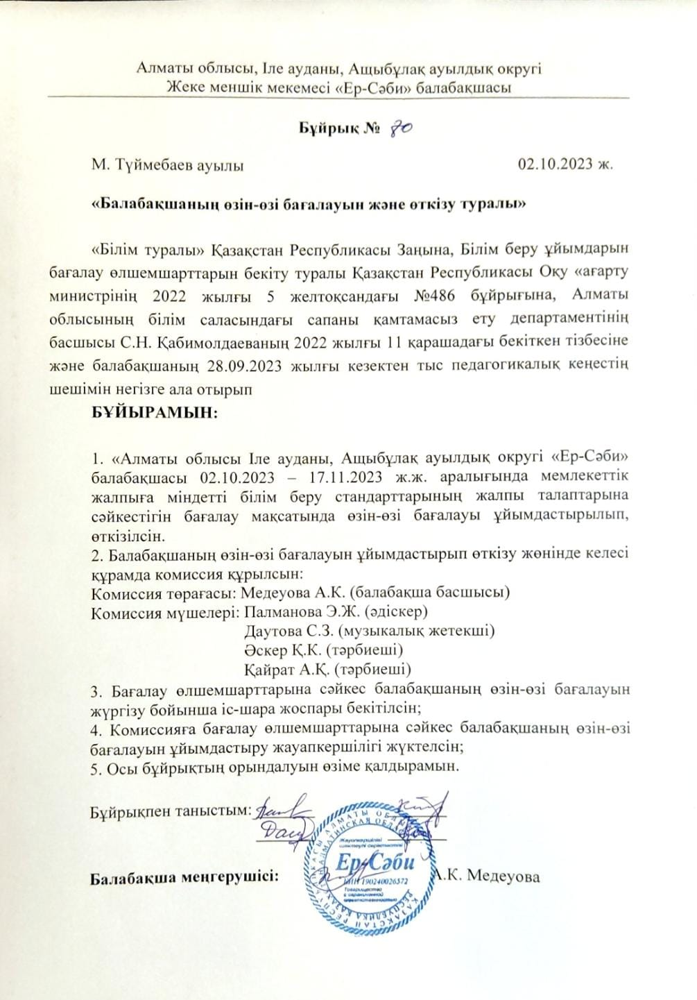 Алматы облысы, Іле ауданы, Ащыбұлақ ауылдық округі
Жеке меншік мекемесі «Ер-Сәби» балабақшасы
Бұйрық № 80
М. Түймебаев ауылы 02.10.2023 ж.
«Балабақшаның өзін-өзі бағалауын және өткізу туралы»
«Білім туралы» Қазақстан Республикасы Заңына, Білім беру ұйымдарын
бағалау өлшемшарттарын бекіту туралы Қазақстан Республикасы Оқу «ағарту
министрінің 2022 жылғы 5 желтоқсандағы №486 бұйрығына, Алматы
облысының білім саласындағы сапаны қамтамасыз ету департаментінің
басшысы С.Н. Қабимолдаеваның 2022 жылғы 11 қарашадағы бекіткен тізбесіне
және балабақшаның 28.09.2023 жылғы кезектен тыс педагогикалық кеңестің
шешімін негізге ала отырып
БҰЙЫРАМЫН:
1. «Алматы облысы Іле ауданы, Ащыбұлақ ауылдық округі «Ер-Сәби»
балабақшасы 02.10.2023 – 17.11.2023 ж.ж. аралығында мемлекеттік
жалпыға міндетті білім беру стандарттарының жалпы талаптарына
сәйкестігін бағалау мақсатында өзін-өзі бағалауы ұйымдастырылып,
өткізілсін.
2. Балабақшаның өзін-өзі бағалауын ұйымдастырып өткізу жөнінде келесі
құрамда комиссия құрылсын:
Комиссия төрағасы: Медеуова А.К. (балабақша басшысы)
Комиссия мүшелері: Палманова Э.Ж. (әдіскер)
Даутова С.З. (музыкалық жетекші)
Әскер Қ.К. (тәрбиеші)
Қайрат А.Қ. (тәрбиеші)
3. Бағалау өлшемшарттарына сәйкес балабақшаның өзін-өзі бағалауын
жүргізу бойынша іс-шара жоспары бекітілсін;
4. Комиссияға бағалау өлшемшарттарына сәйкес балабақшаның өзін-өзі
бағалауын ұйымдастыру жауапкершілігі жүктелсін;
5. Осы бұйрықтың орындалуын өзіме қалдырамын.
Бұйрықпен таныстым:
Жауапкершілігі
шектеулі серіктестігі
Ер-Сәби
БИН 190240026372
Товарищество
с ограниченной
ответственностью
Балабақша меңгерушісі: А.К. Медеуова